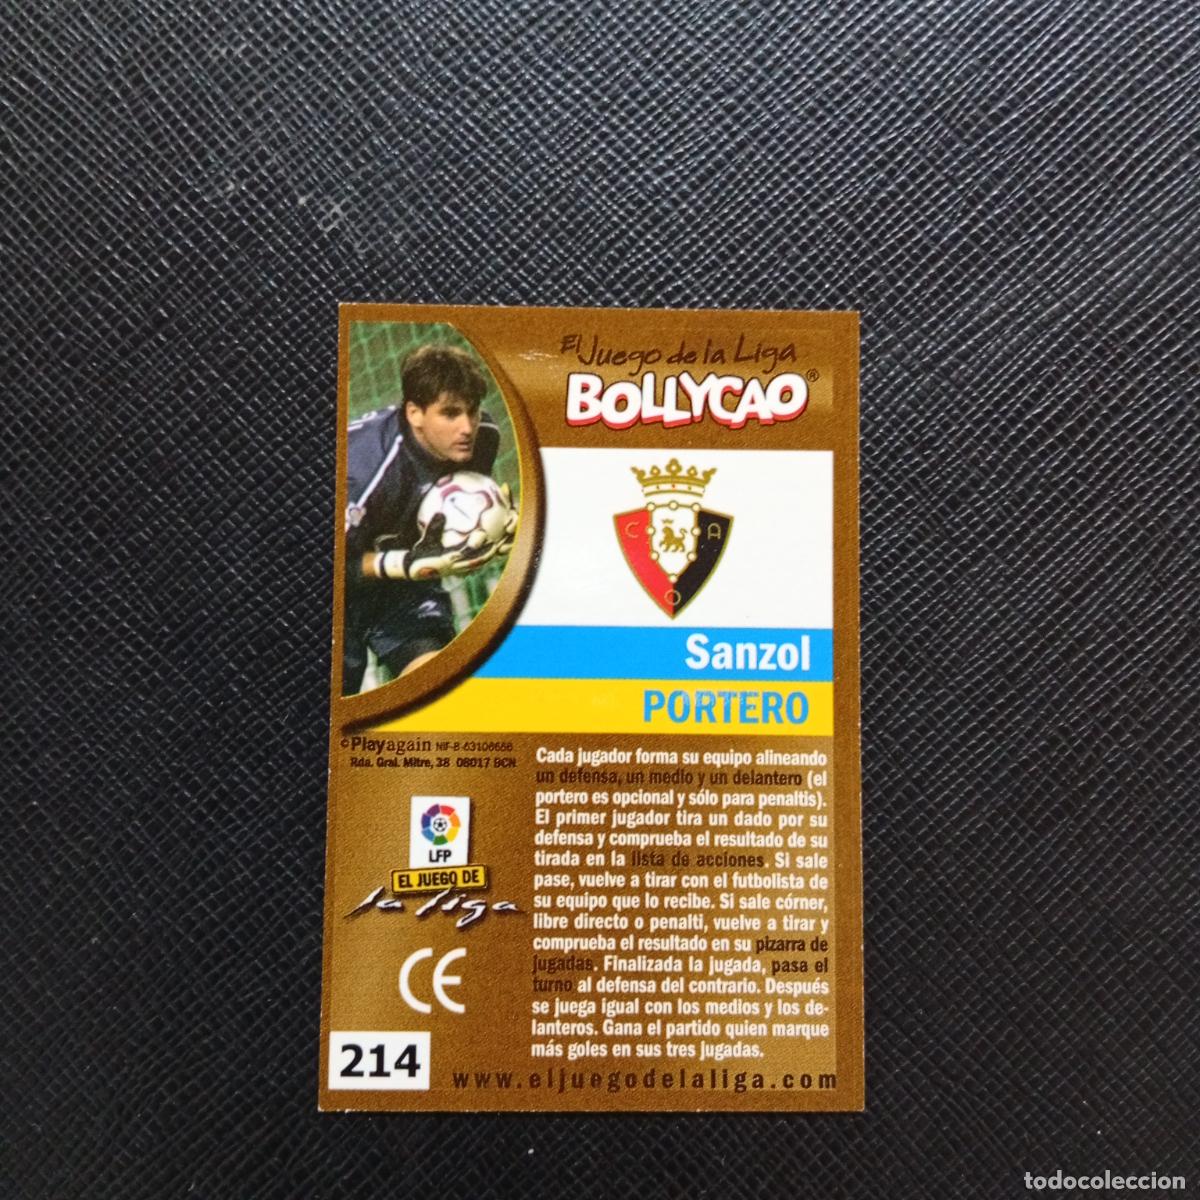 El Juego de la Liga
BOLLYCAO®
C A
O
Sanzol
PORTERO
© Playagain NIF-B-63106656
Rda. Gral. Mitre, 38 08017 BCN
LFP
EL JUEGO DE
la liga
CE
214
Cada jugador forma su equipo alineando
un defensa, un medio y un delantero (el
portero es opcional y sólo para penaltis).
El primer jugador tira un dado por su
defensa y comprueba el resultado de su
tirada en la lista de acciones. Si sale
pase, vuelve a tirar con el futbolista de
su equipo que lo recibe. Si sale córner,
libre directo o penalti, vuelve a tirar y
comprueba el resultado en su pizarra de
jugadas. Finalizada la jugada, pasa el
turno al defensa del contrario. Después
se juega igual con los medios y los de-
lanteros. Gana el partido quien marque
más goles en sus tres jugadas.
www.eljuegodelaliga.com
todocoleccion